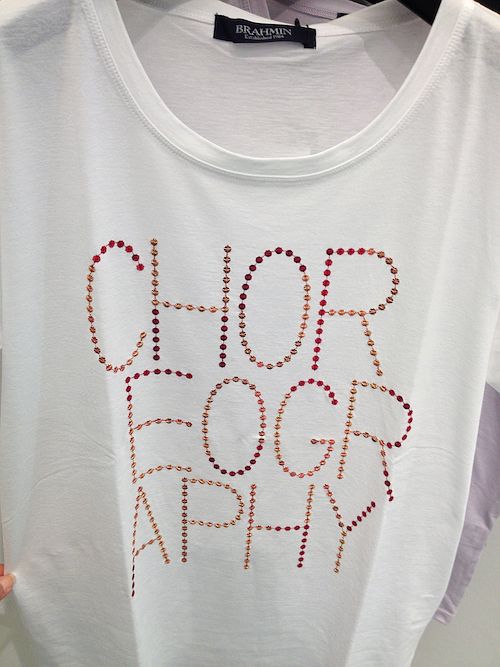 BRAHMIN
Established 1984
CHOR
EOGR
APHY